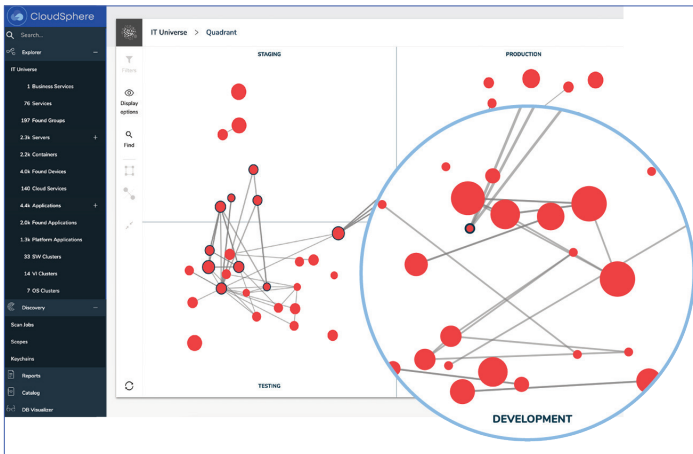 CloudSphere
Search...
Explorer
IT Universe
1 Business Services
76 Services
197 Found Groups
2.3k Servers +
2.2k Containers
4.0k Found Devices
140 Cloud Services
4.4k Applications +
2.0k Found Applications
1.3k Platform Applications
33 SW Clusters
14 VI Clusters
7 OS Clusters
Discovery
Scan Jobs
Scopes
Keychains
Reports
Catalog
DB Visualizer
IT Universe > Quadrant
Filters
Display
options
Find
STAGING
PRODUCTION
TESTING
DEVELOPMENT